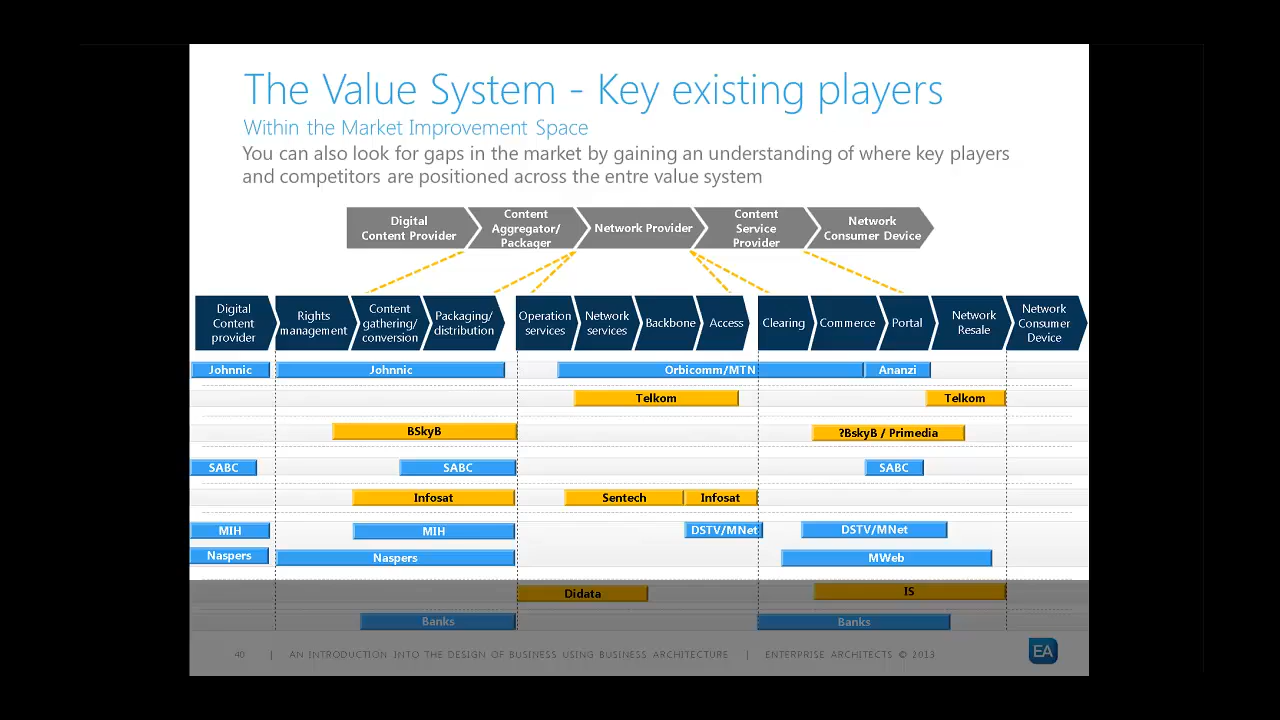 The Value System - Key existing players
Within the Market Improvement Space
You can also look for gaps in the market by gaining an understanding of where key players
and competitors are positioned across the entre value system
Digital
Content Provider
Content
Aggregator/
Packager
Network Provider
Content
Service
Provider
Network
Consumer Device
Digital
Content
provider
Rights
management
Content
gathering/
conversion
Packaging/
distribution
Operation
services
Network
services
Backbone
Access
Clearing
Commerce
Portal
Network
Resale
Network
Consumer
Device
Johnnic
Johnnic
Orbicomm/MTN
Ananzi
Telkom
Telkom
BSkyB
?BskyB / Primedia
SABC
SABC
SABC
Infosat
Sentech
Infosat
MIH
MIH
DSTV/MNet
DSTV/MNet
Naspers
Naspers
MWeb
Didata
IS
Banks
Banks
40 | AN INTRODUCTION INTO THE DESIGN OF BUSINESS USING BUSINESS ARCHITECTURE | ENTERPRISE ARCHITECTS © 2013
EA